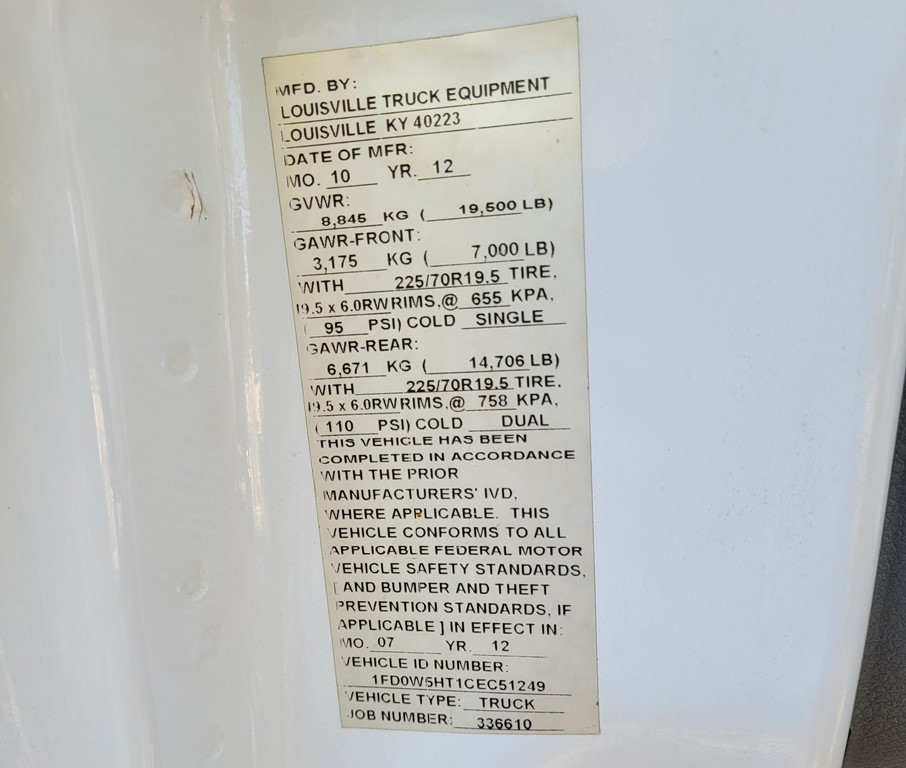 MFD. BY:
LOUISVILLE TRUCK EQUIPMENT
LOUISVILLE KY 40223
DATE OF MFR:
MO. 10 YR. 12
GVWR:
8,845 KG ( 19,500 LB)
GAWR-FRONT:
3,175 KG ( 7,000 LB)
WITH 225/70R19.5 TIRE,
19.5 x 6.0RW RIMS,@ 655 KPA,
( 95 PSI) COLD SINGLE
GAWR-REAR:
6,671 KG ( 14,706 LB)
WITH 225/70R19.5 TIRE,
19.5 x 6.0RW RIMS,@ 758 KPA,
( 110 PSI) COLD DUAL
THIS VEHICLE HAS BEEN
COMPLETED IN ACCORDANCE
WITH THE PRIOR
MANUFACTURERS' IVD,
WHERE APPLICABLE. THIS
VEHICLE CONFORMS TO ALL
APPLICABLE FEDERAL MOTOR
VEHICLE SAFETY STANDARDS,
[ AND BUMPER AND THEFT
PREVENTION STANDARDS, IF
APPLICABLE ] IN EFFECT IN:
MO. 07 YR. 12
VEHICLE ID NUMBER:
1FD0W5HT1CEC51249
VEHICLE TYPE: TRUCK
JOB NUMBER: 336610